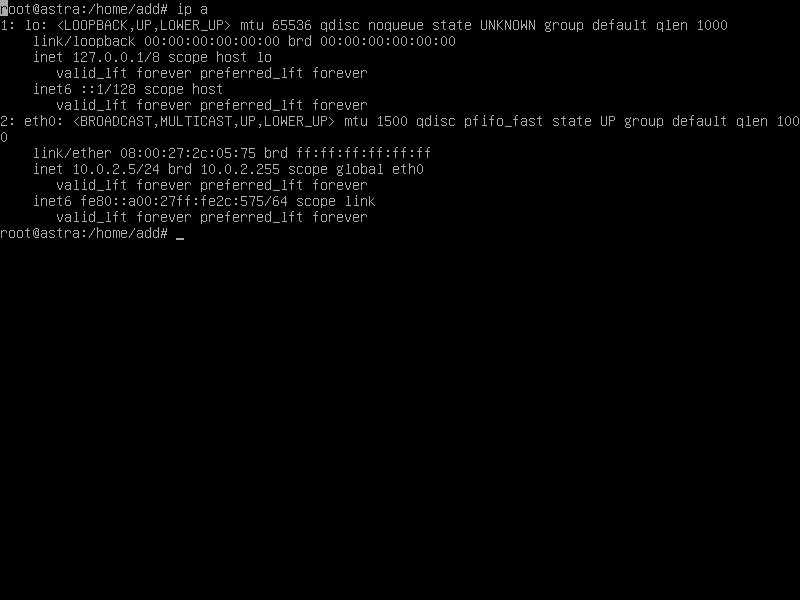 root@astra:/home/add# ip a
1: lo: <LOOPBACK,UP,LOWER_UP> mtu 65536 qdisc noqueue state UNKNOWN group default qlen 1000
    link/loopback 00:00:00:00:00:00 brd 00:00:00:00:00:00
    inet 127.0.0.1/8 scope host lo
       valid_lft forever preferred_lft forever
    inet6 ::1/128 scope host
       valid_lft forever preferred_lft forever
2: eth0: <BROADCAST,MULTICAST,UP,LOWER_UP> mtu 1500 qdisc pfifo_fast state UP group default qlen 100
0
    link/ether 08:00:27:2c:05:75 brd ff:ff:ff:ff:ff:ff
    inet 10.0.2.5/24 brd 10.0.2.255 scope global eth0
       valid_lft forever preferred_lft forever
    inet6 fe80::a00:27ff:fe2c:575/64 scope link
       valid_lft forever preferred_lft forever
root@astra:/home/add# _